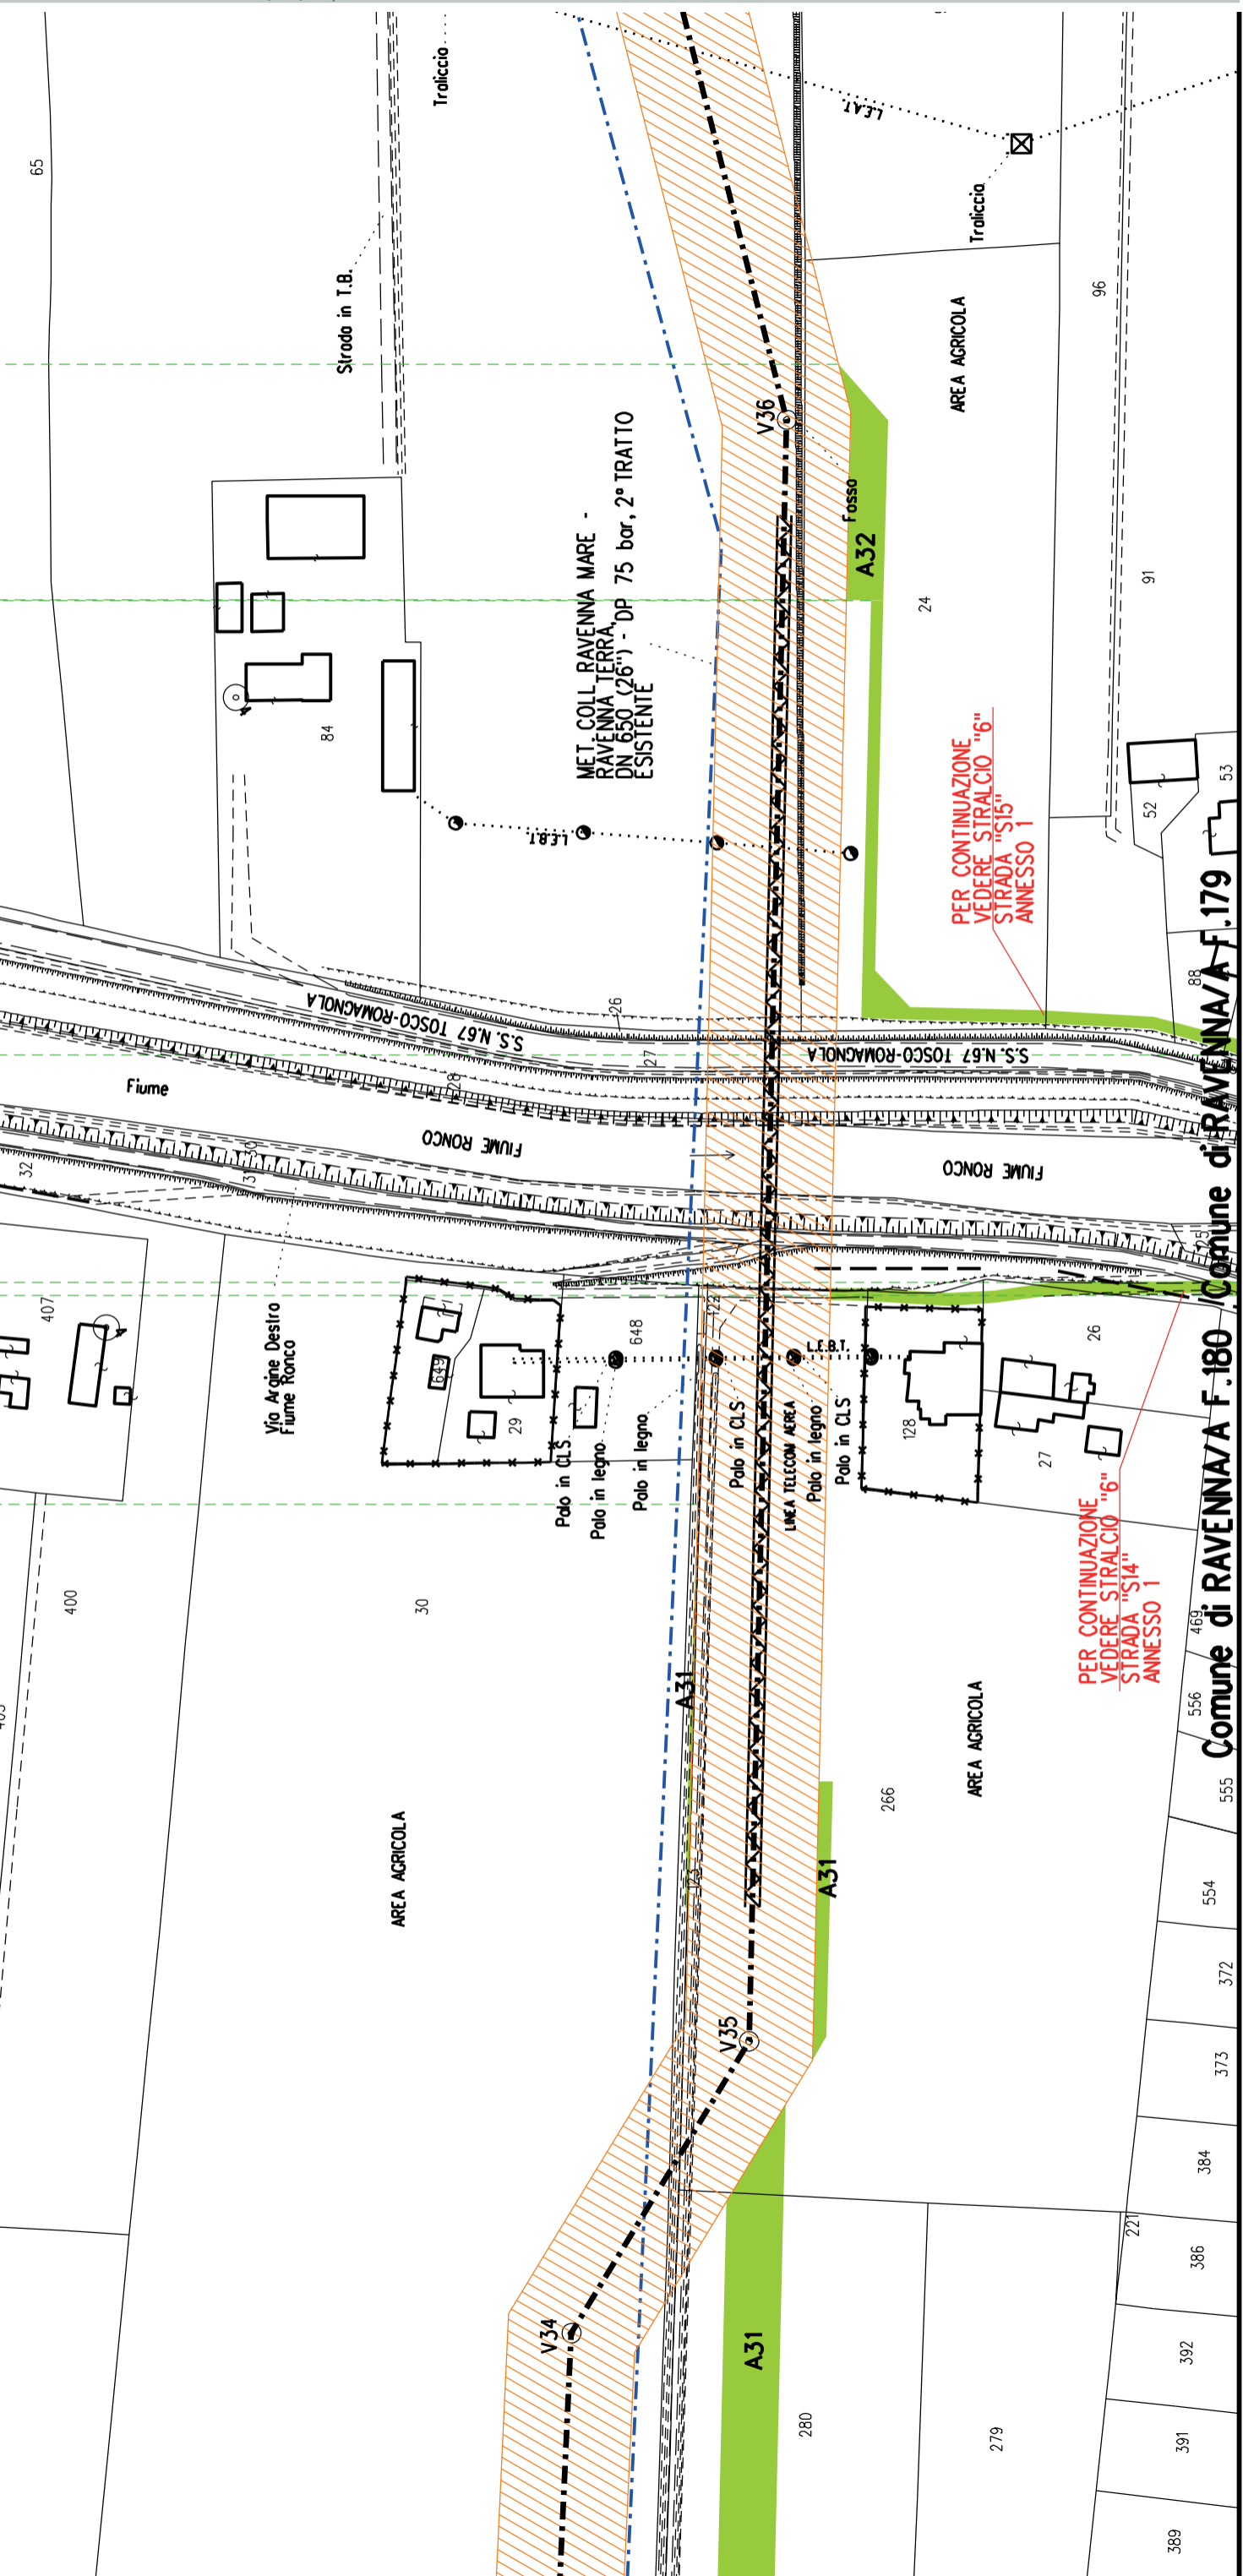 65
Traliccio
L.E.A.T.
Traliccio
Strada in T.B.
96
AREA AGRICOLA
V36
Fosso
A32
24
91
MET. COLL RAVENNA MARE -
RAVENNA TERRA,
DN 650 (26") - DP 75 bar, 2° TRATTO
ESISTENTE
84
L.E.B.T.
52
53
PER CONTINUAZIONE
VEDERE STRALCIO "6"
STRADA "S15"
ANNESSO 1
88
S.S. N.67 TOSCO-ROMAGNOLA
26
27
S.S. N.67 TOSCO-ROMAGNOLA
28
Fiume
FIUME RONCO
FIUME RONCO
30
31
32
25
407
Via Argine Destro
Fiume Ronco
649
29
648
122
L.E.B.T.
128
26
27
Palo in CLS
Palo in legno
Palo in legno
Palo in CLS
LINEA TELECOM AEREA
Palo in legno
Palo in CLS
PER CONTINUAZIONE
VEDERE STRALCIO "6"
STRADA "S14"
ANNESSO 1
Comune di RAVENNA/A F.180 /Comune di RAVENNA/A F.179
400
30
469
A31
556
AREA AGRICOLA
266
555
AREA AGRICOLA
123
A31
554
372
V35
373
384
221
386
V34
A31
392
280
279
391
389